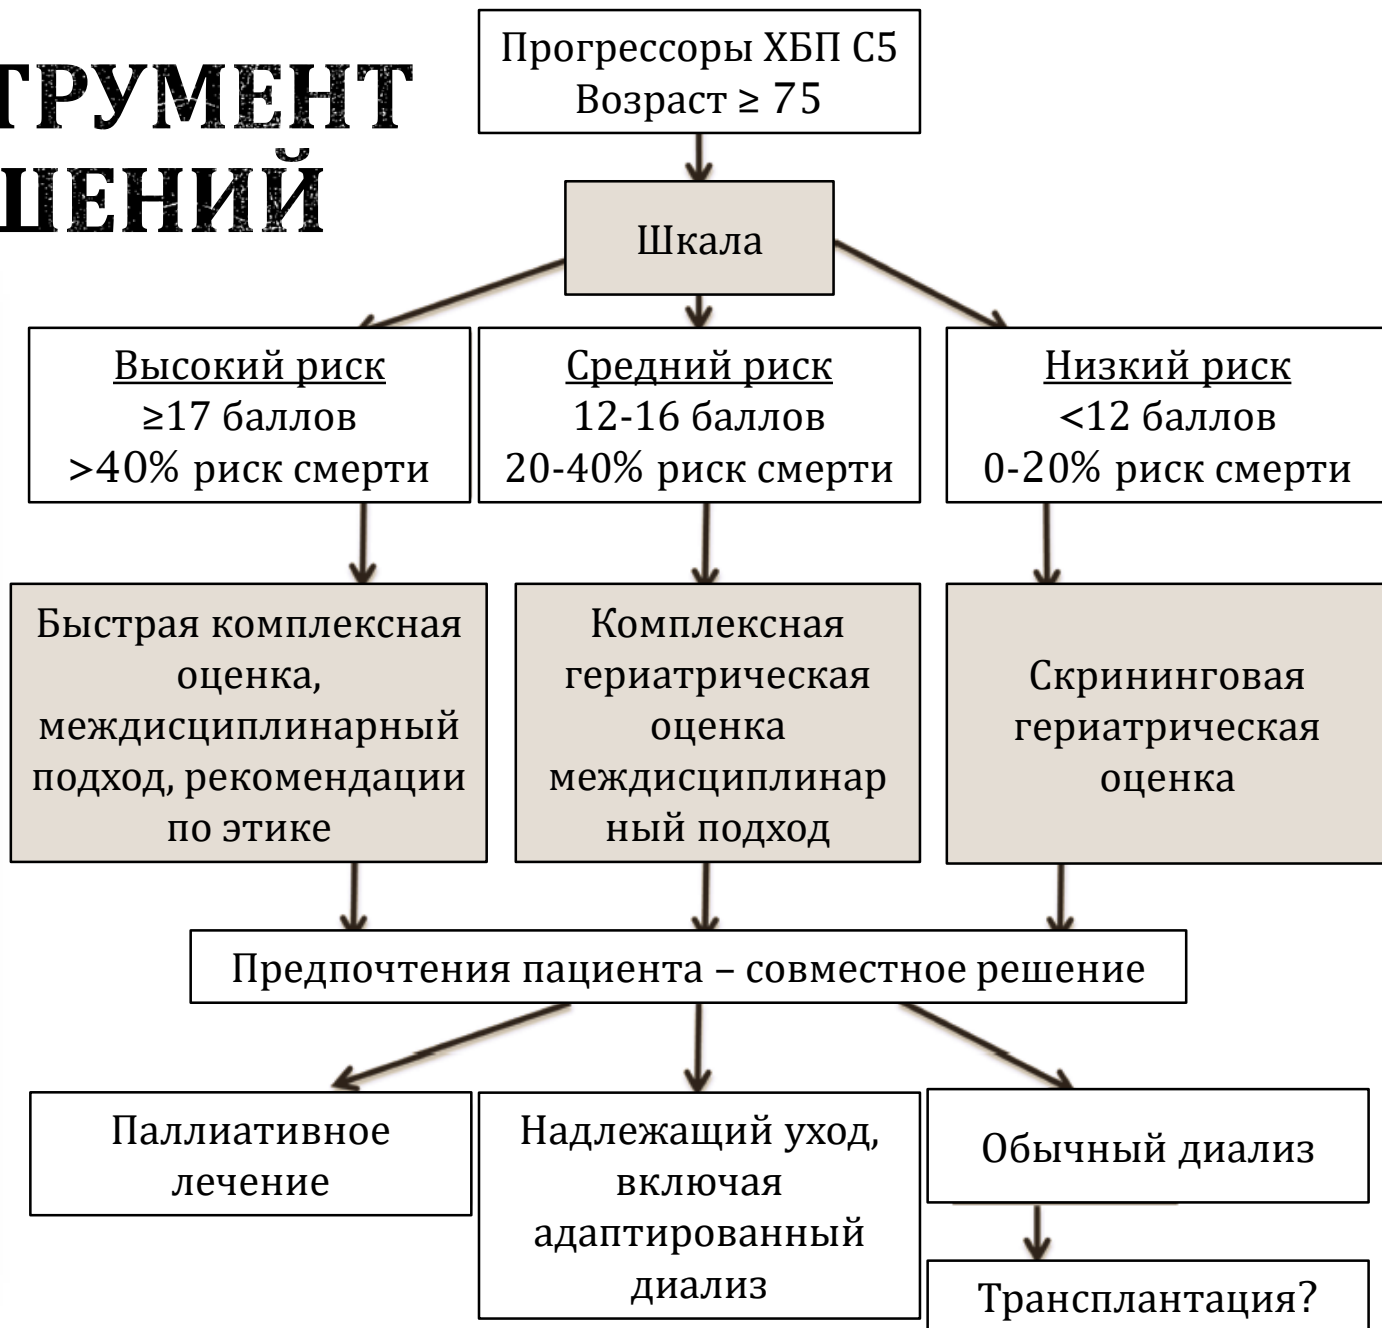 ТРУМЕНТ
ШЕНИЙ
Прогрессоры ХБП С5
Возраст ≥ 75
Шкала
Высокий риск
≥17 баллов
>40% риск смерти
Средний риск
12-16 баллов
20-40% риск смерти
Низкий риск
<12 баллов
0-20% риск смерти
Быстрая комплексная
оценка,
междисциплинарный
подход, рекомендации
по этике
Комплексная
гериатрическая
оценка
междисциплинар
ный подход
Скрининговая
гериатрическая
оценка
Предпочтения пациента – совместное решение
Паллиативное
лечение
Надлежащий уход,
включая
адаптированный
диализ
Обычный диализ
Трансплантация?